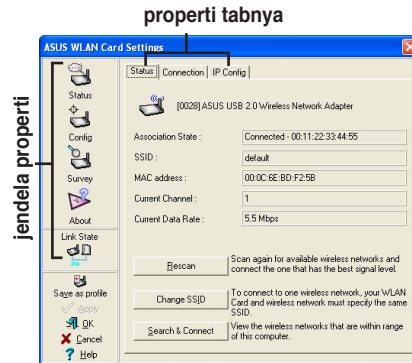 properti tabnya
ASUS WLAN Card Settings
jendela properti
Status
Config
Survey
About
Link State
Save as profile
Apply
OK
Cancel
Help
Status Connection IP Config
[0028] ASUS USB 2.0 Wireless Network Adapter
Association State : Connected - 00:11:22:33:44:55
SSID : default
MAC address : 00:0C:6E:BD:F2:5B
Current Channel : 1
Current Data Rate : 5.5 Mbps
Rescan
Scan again for available wireless networks and
connect the one that has the best signal level.
Change SSID
To connect to one wireless network, your WLAN
Card and wireless network must specify the same
SSID.
Search & Connect
View the wireless networks that are within range
of this computer.